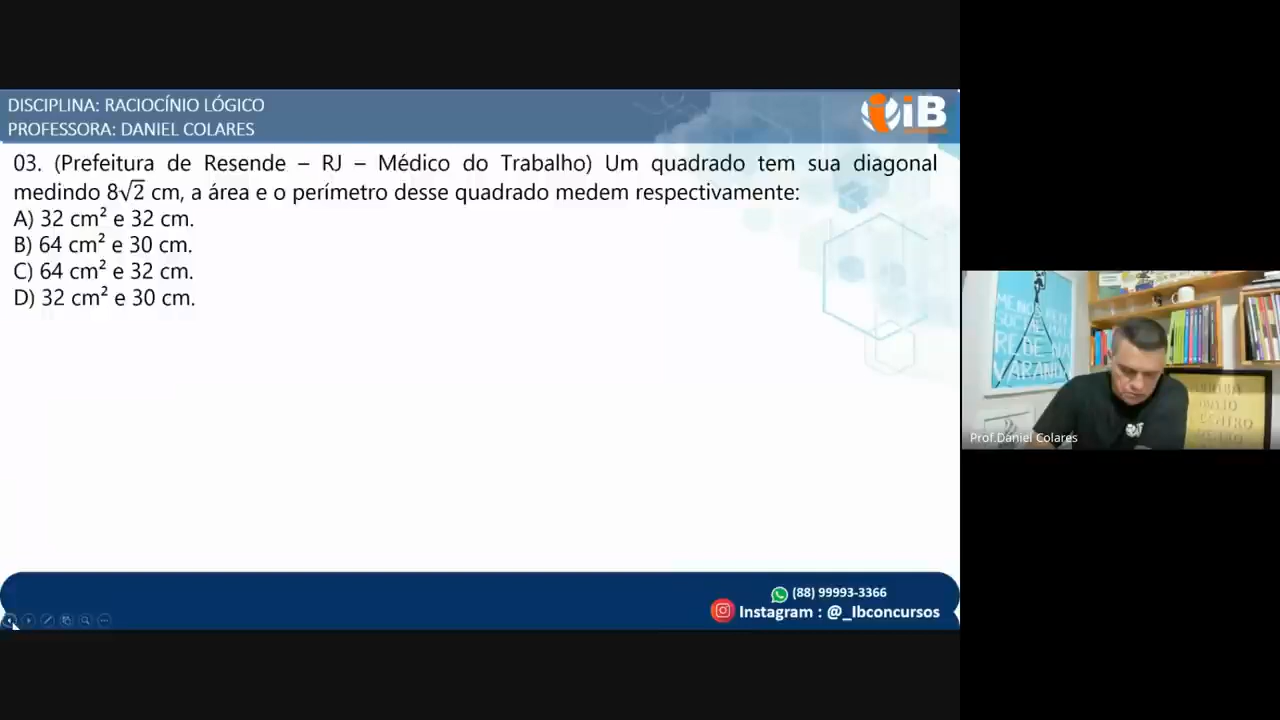 DISCIPLINA: RACIOCÍNIO LÓGICO
PROFESSORA: DANIEL COLARES
iB
03. (Prefeitura de Resende – RJ – Médico do Trabalho) Um quadrado tem sua diagonal
medindo 8√2 cm, a área e o perímetro desse quadrado medem respectivamente:
A) 32 cm² e 32 cm.
B) 64 cm² e 30 cm.
C) 64 cm² e 32 cm.
D) 32 cm² e 30 cm.
REDE NA
Prof.Daniel Colares
(88) 99993-3366
Instagram : @_Ibconcursos